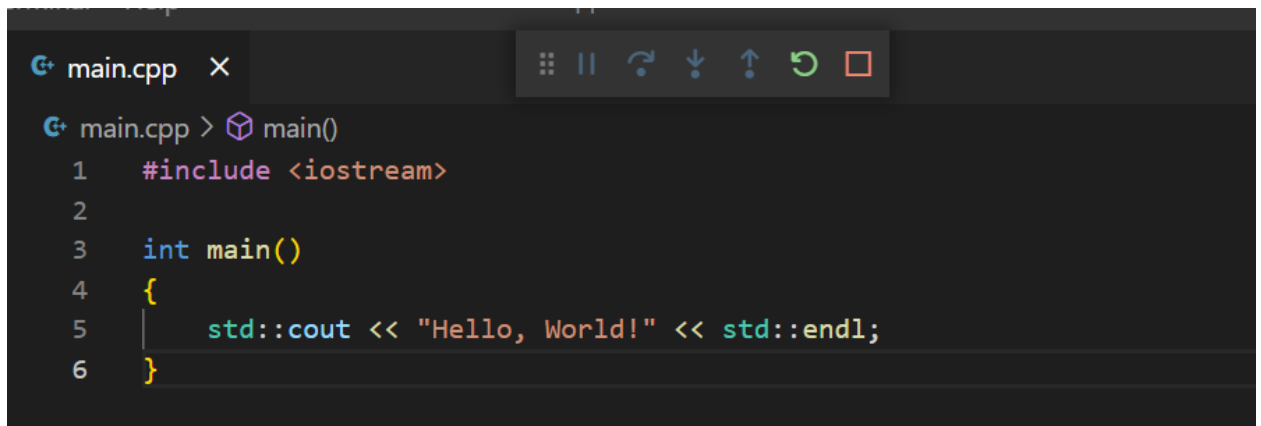 main.cpp
main.cpp > main()
1 #include <iostream>
2
3 int main()
4 {
5     std::cout << "Hello, World!" << std::endl;
6 }